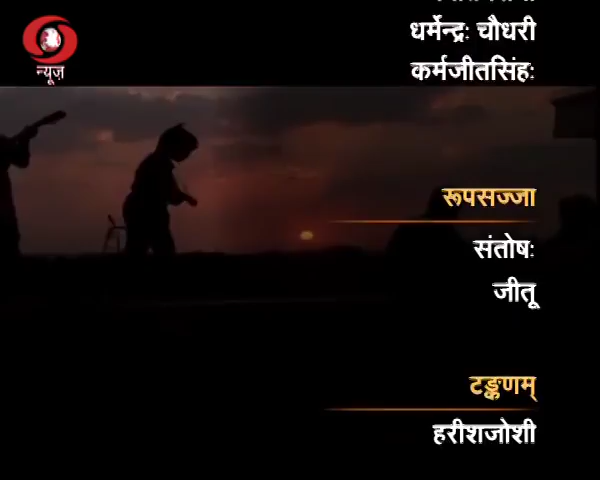 धर्मेन्द्रः चौधरी
न्यूज़
कर्मजीतसिंहः
रूपसज्जा
संतोषः
जीतू
टङ्कणम्
हरीशजोशी